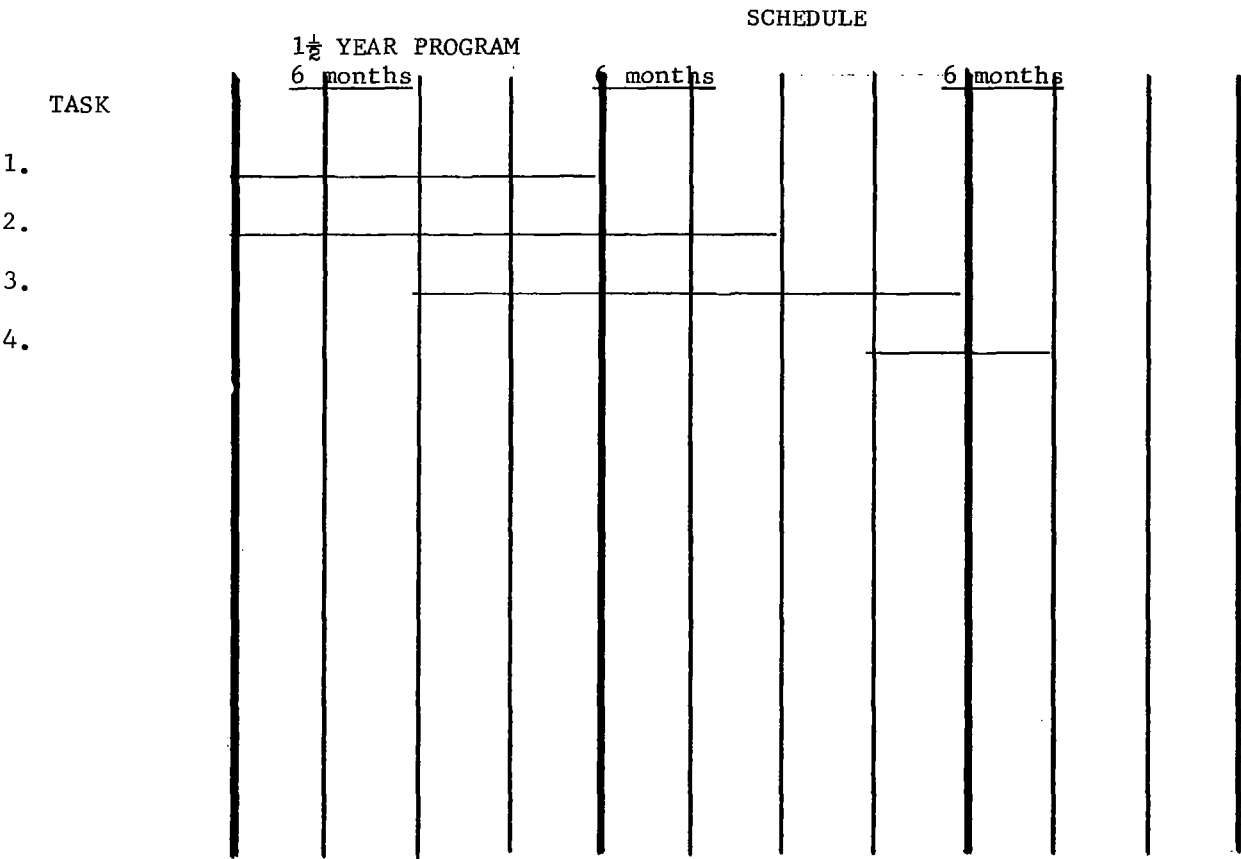 SCHEDULE
1½ YEAR PROGRAM
6 months 6 months 6 months
TASK
1.
2.
3.
4.